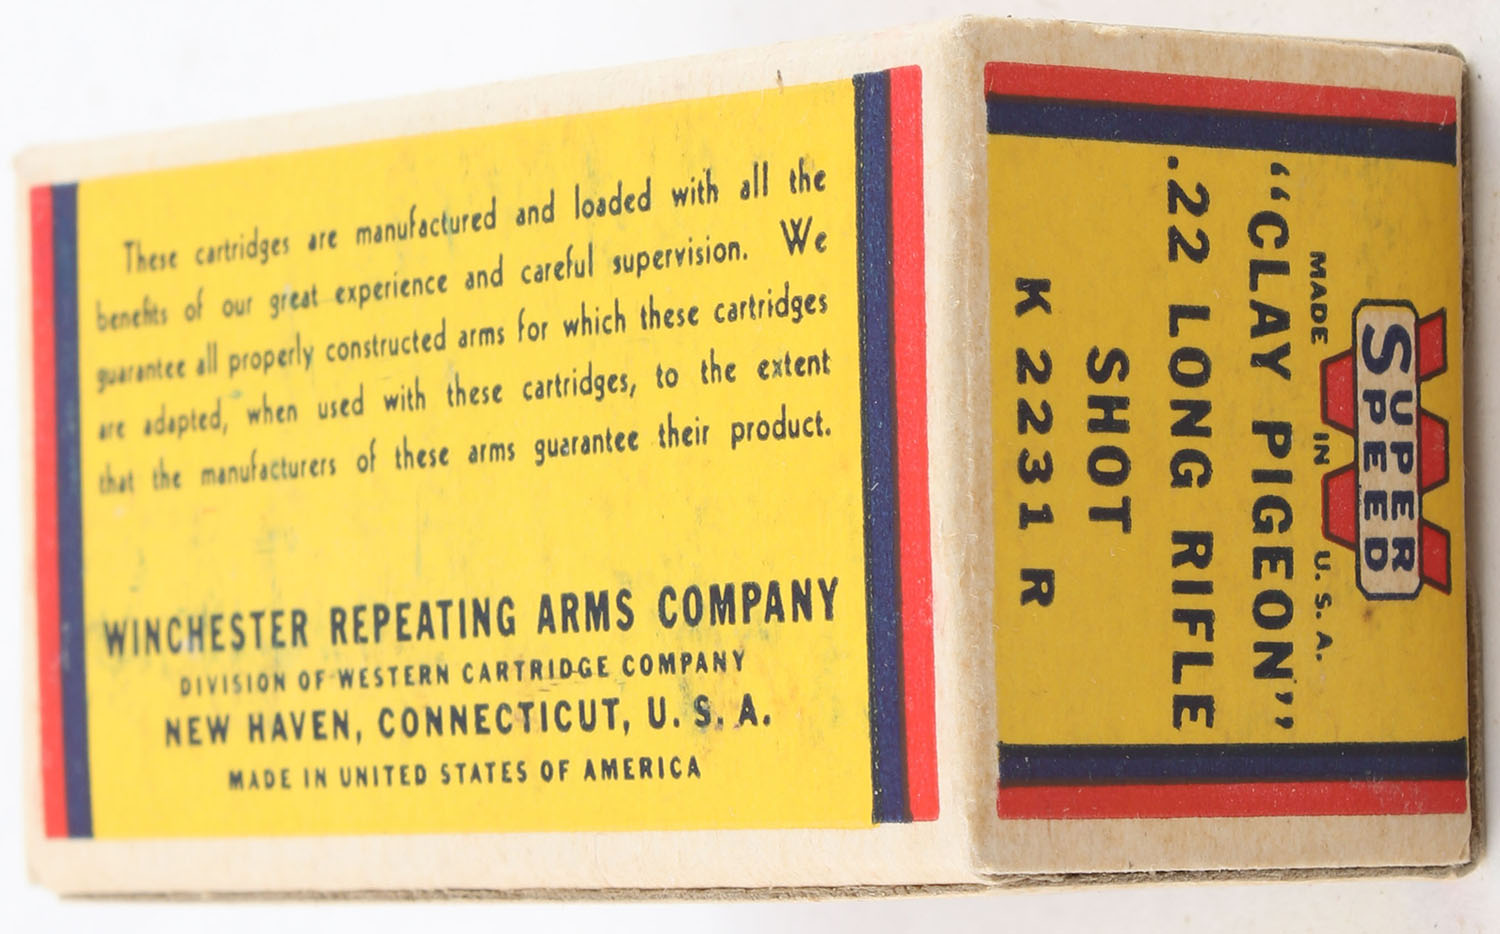 These cartridges are manufactured and loaded with all the
benefits of our great experience and careful supervision. We
guarantee all properly constructed arms for which these cartridges
are adapted, when used with these cartridges, to the extent
that the manufacturers of these arms guarantee their product.
WINCHESTER REPEATING ARMS COMPANY
DIVISION OF WESTERN CARTRIDGE COMPANY
NEW HAVEN, CONNECTICUT, U. S. A.
MADE IN UNITED STATES OF AMERICA
W
SUPER
SPEED
MADE IN U. S. A.
"CLAY PIGEON"
.22 LONG RIFLE
SHOT
K 2231 R